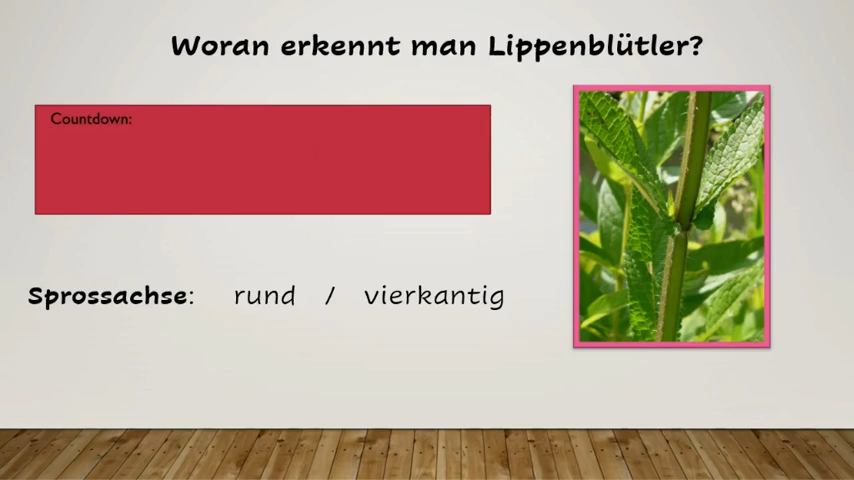 Woran erkennt man Lippenblütler?
Countdown:
Sprossachse: rund / vierkantig